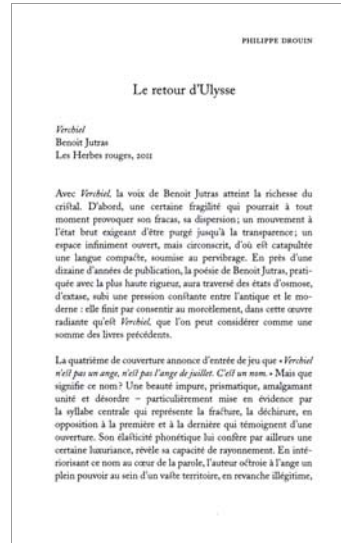 PHILIPPE DROUIN
Le retour d'Ulysse
Verchiel
Benoit Jutras
Les Herbes rouges, 2011
Avec Verchiel, la voix de Benoit Jutras atteint la richesse du
cristal. D'abord, une certaine fragilité qui pourrait à tout
moment provoquer son fracas, sa dispersion ; un mouvement à
l'état brut exigeant d'être purgé jusqu'à la transparence ; un
espace infiniment ouvert, mais circonscrit, d'où est catapultée
une langue compacte, soumise au pervibrage. En près d'une
dizaine d'années de publication, la poésie de Benoit Jutras, prati-
quée avec la plus haute rigueur, aura traversé des états d'osmose,
d'extase, subi une pression constante entre l'antique et le mo-
derne : elle finit par consentir au morcèlement, dans cette œuvre
radiante qu'est Verchiel, que l'on peut considérer comme une
somme des livres précédents.
La quatrième de couverture annonce d'entrée de jeu que « Verchiel
n'est pas un ange, n'est pas l'ange de juillet. C'est un nom. » Mais que
signifie ce nom ? Une beauté impure, prismatique, amalgamant
unité et désordre – particulièrement mise en évidence par
la syllabe centrale qui représente la fracture, la déchirure, en
opposition à la première et à la dernière qui témoignent d'une
ouverture. Son élasticité phonétique lui confère par ailleurs une
certaine luxuriance, révèle sa capacité de rayonnement. En inté-
riorisant ce nom au cœur de la parole, l'auteur octroie à l'ange un
plein pouvoir au sein d'un vaste territoire, en revanche illégitime,